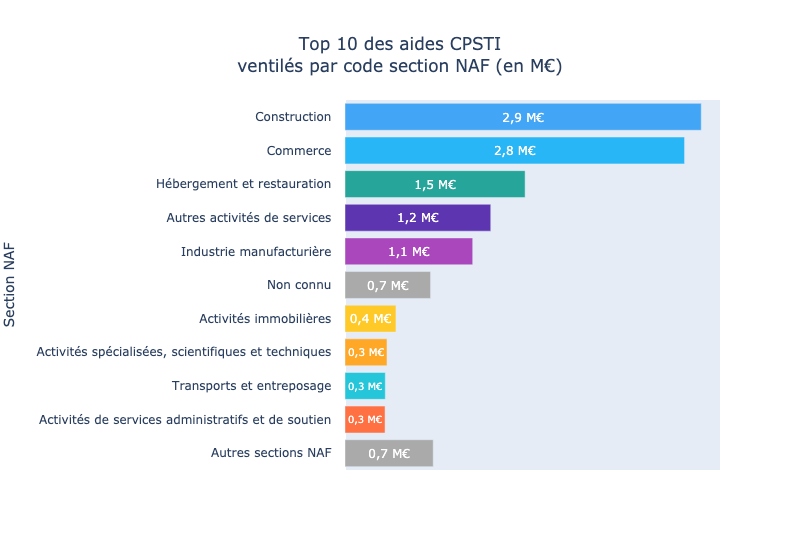 Top 10 des aides CPSTI
ventilés par code section NAF (en M€)
Section NAF
Construction 2,9 M€
Commerce 2,8 M€
Hébergement et restauration 1,5 M€
Autres activités de services 1,2 M€
Industrie manufacturière 1,1 M€
Non connu 0,7 M€
Activités immobilières 0,4 M€
Activités spécialisées, scientifiques et techniques 0,3 M€
Transports et entreposage 0,3 M€
Activités de services administratifs et de soutien 0,3 M€
Autres sections NAF 0,7 M€